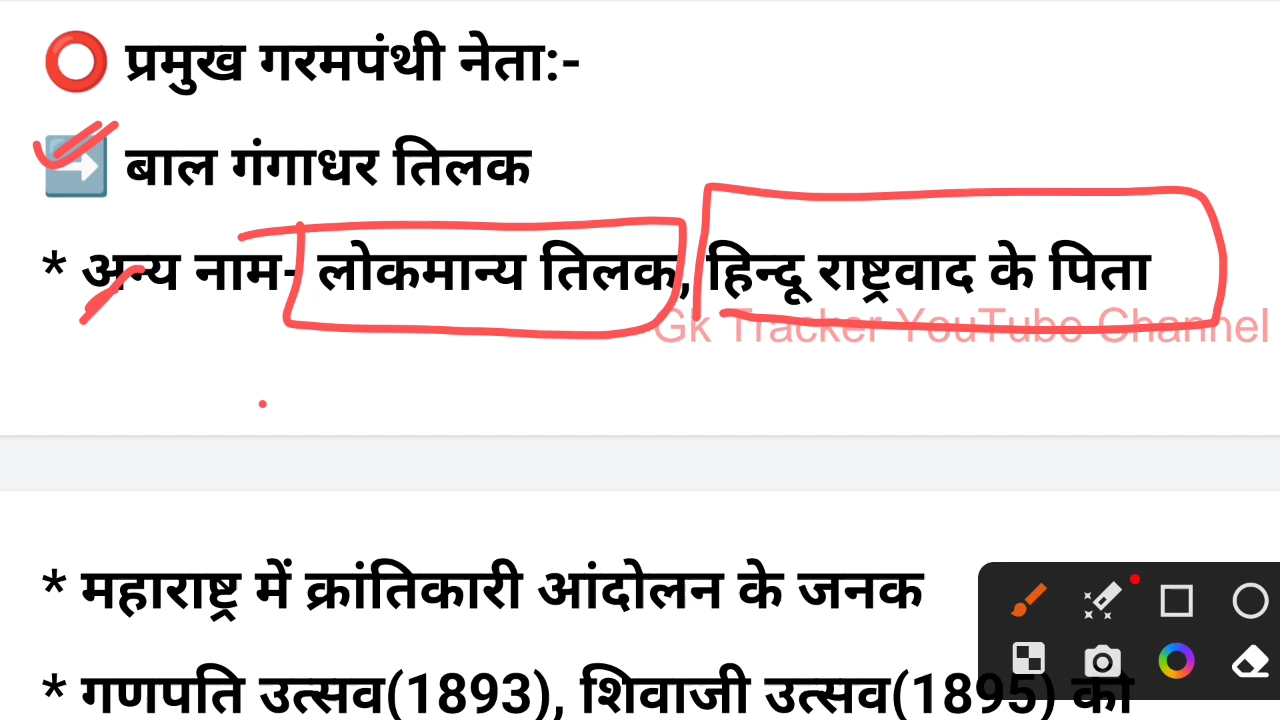 प्रमुख गरमपंथी नेता:-
बाल गंगाधर तिलक
* अन्य नाम- लोकमान्य तिलक, हिन्दू राष्ट्रवाद के पिता
Gk Tracker YouTube Channel
* महाराष्ट्र में क्रांतिकारी आंदोलन के जनक
* गणपति उत्सव(1893), शिवाजी उत्सव(1895) की